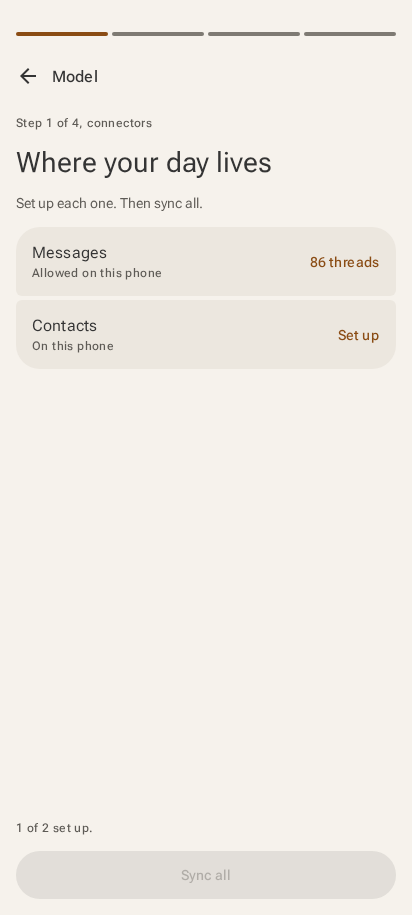 Model
Step 1 of 4, connectors
Where your day lives
Set up each one. Then sync all.
Messages
Allowed on this phone
86 threads
Contacts
On this phone
Set up
1 of 2 set up.
Sync all